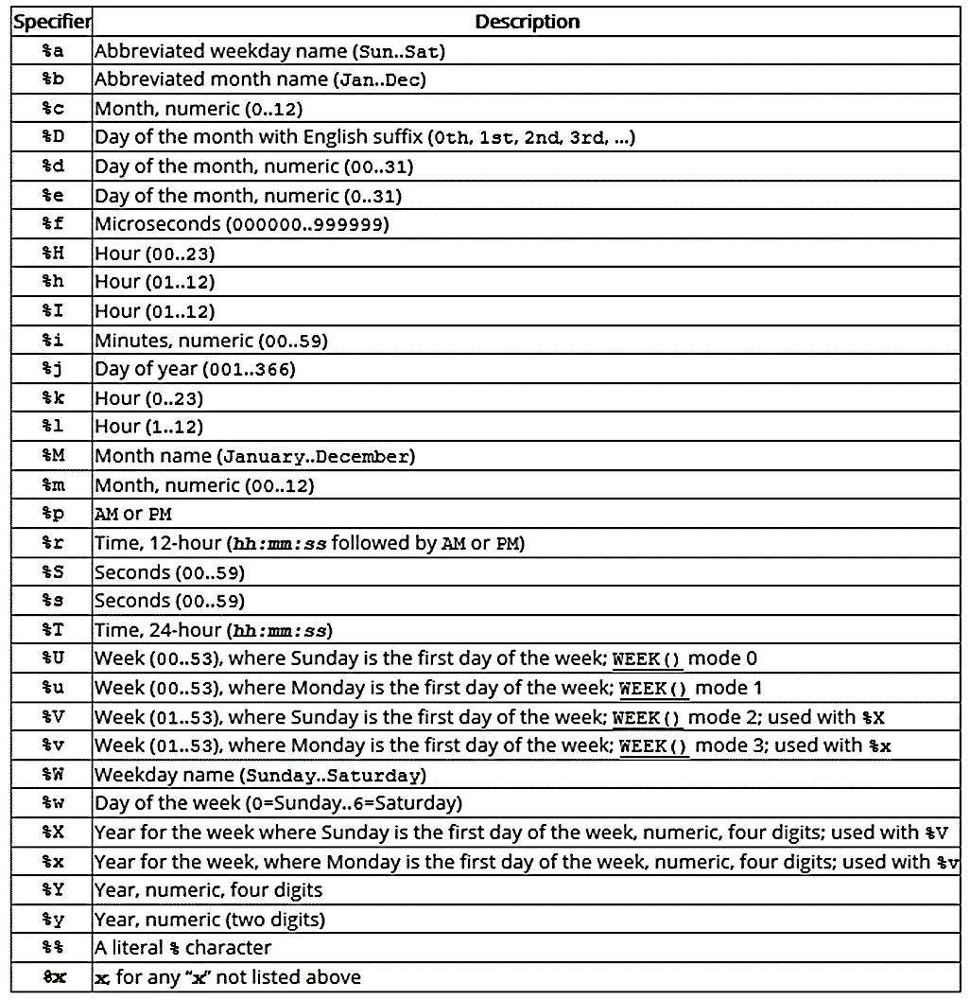 Specifier Description
%a Abbreviated weekday name (Sun..Sat)
%b Abbreviated month name (Jan..Dec)
%c Month, numeric (0..12)
%D Day of the month with English suffix (0th, 1st, 2nd, 3rd, …)
%d Day of the month, numeric (00..31)
%e Day of the month, numeric (0..31)
%f Microseconds (000000..999999)
%H Hour (00..23)
%h Hour (01..12)
%I Hour (01..12)
%i Minutes, numeric (00..59)
%j Day of year (001..366)
%k Hour (0..23)
%l Hour (1..12)
%M Month name (January..December)
%m Month, numeric (00..12)
%p AM or PM
%r Time, 12-hour (hh:mm:ss followed by AM or PM)
%S Seconds (00..59)
%s Seconds (00..59)
%T Time, 24-hour (hh:mm:ss)
%U Week (00..53), where Sunday is the first day of the week; WEEK() mode 0
%u Week (00..53), where Monday is the first day of the week; WEEK() mode 1
%V Week (01..53), where Sunday is the first day of the week; WEEK() mode 2; used with %X
%v Week (01..53), where Monday is the first day of the week; WEEK() mode 3; used with %x
%W Weekday name (Sunday..Saturday)
%w Day of the week (0=Sunday..6=Saturday)
%X Year for the week where Sunday is the first day of the week, numeric, four digits; used with %V
%x Year for the week, where Monday is the first day of the week, numeric, four digits; used with %v
%Y Year, numeric, four digits
%y Year, numeric (two digits)
%% A literal % character
%x x, for any “x” not listed above